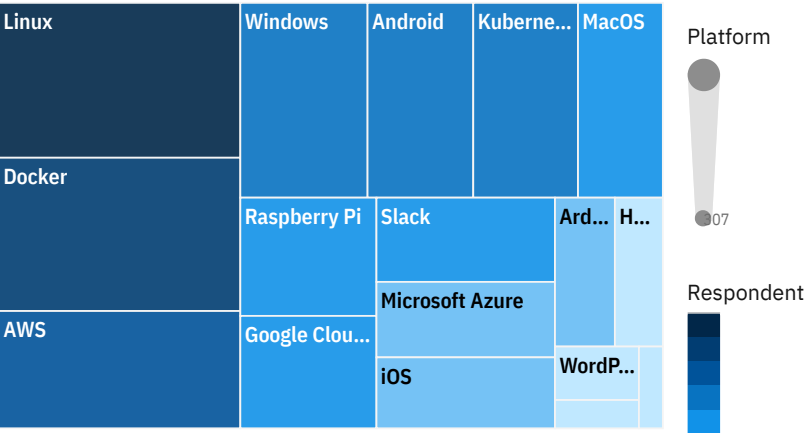 Linux
Windows
Android
Kuberne...
MacOS
Platform
Docker
Raspberry Pi
Slack
Ard...
H...
307
Microsoft Azure
Respondent
AWS
Google Clou...
WordP...
iOS